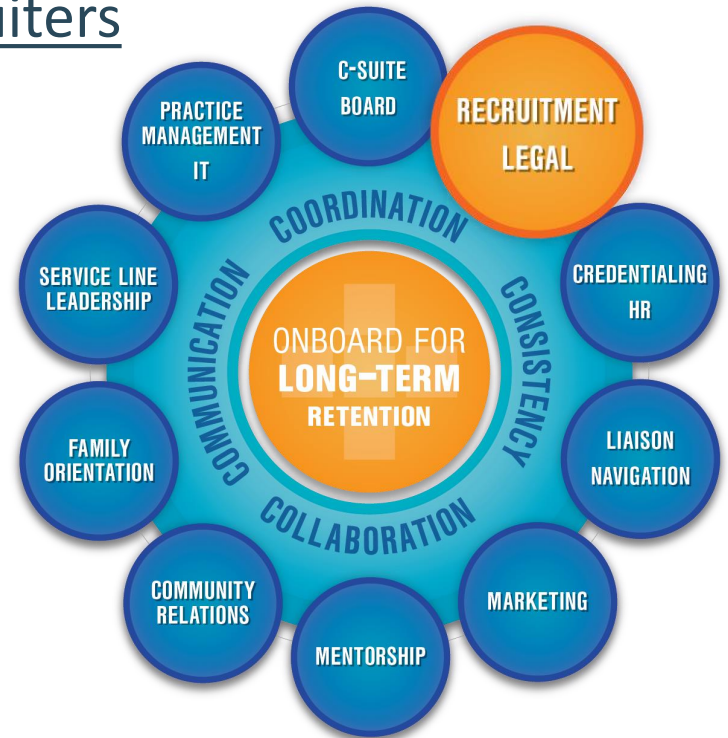 C-SUITE
BOARD
RECRUITMENT
LEGAL
CREDENTIALING
HR
LIAISON
NAVIGATION
MARKETING
MENTORSHIP
COMMUNITY
RELATIONS
FAMILY
ORIENTATION
SERVICE LINE
LEADERSHIP
PRACTICE
MANAGEMENT
IT
COORDINATION
CONSISTENCY
COLLABORATION
COMMUNICATION
ONBOARD FOR
LONG-TERM
RETENTION